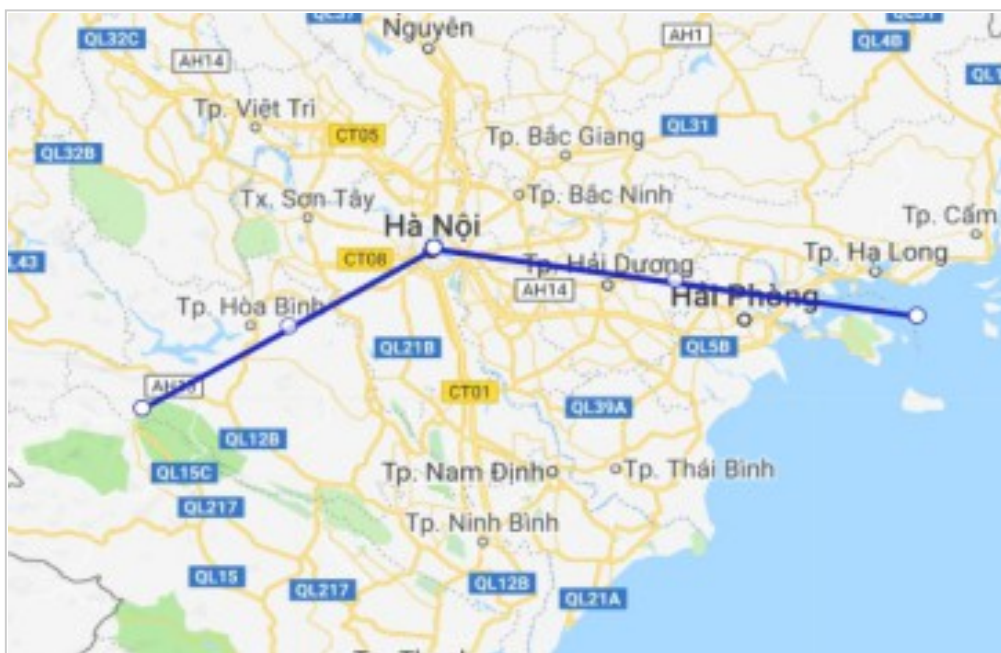 QL37
QL31
Nguyên
QL32C
AH1
QL4B
AH14
Tp. Việt Trì
CT05
QL31
Tp. Bắc Giang
QL32B
Tx. Sơn Tây
Tp. Bắc Ninh
Tp. Cẩm
Hà Nội
Tp. Hạ Long
CT08
Tp. Hải Dương
AH14
Hải Phòng
Tp. Hòa Bình
QL21B
QL5B
CT01
QL39A
QL12B
QL15C
Tp. Nam Định
Tp. Thái Bình
QL217
Tp. Ninh Bình
QL15
QL217
QL12B
QL21A